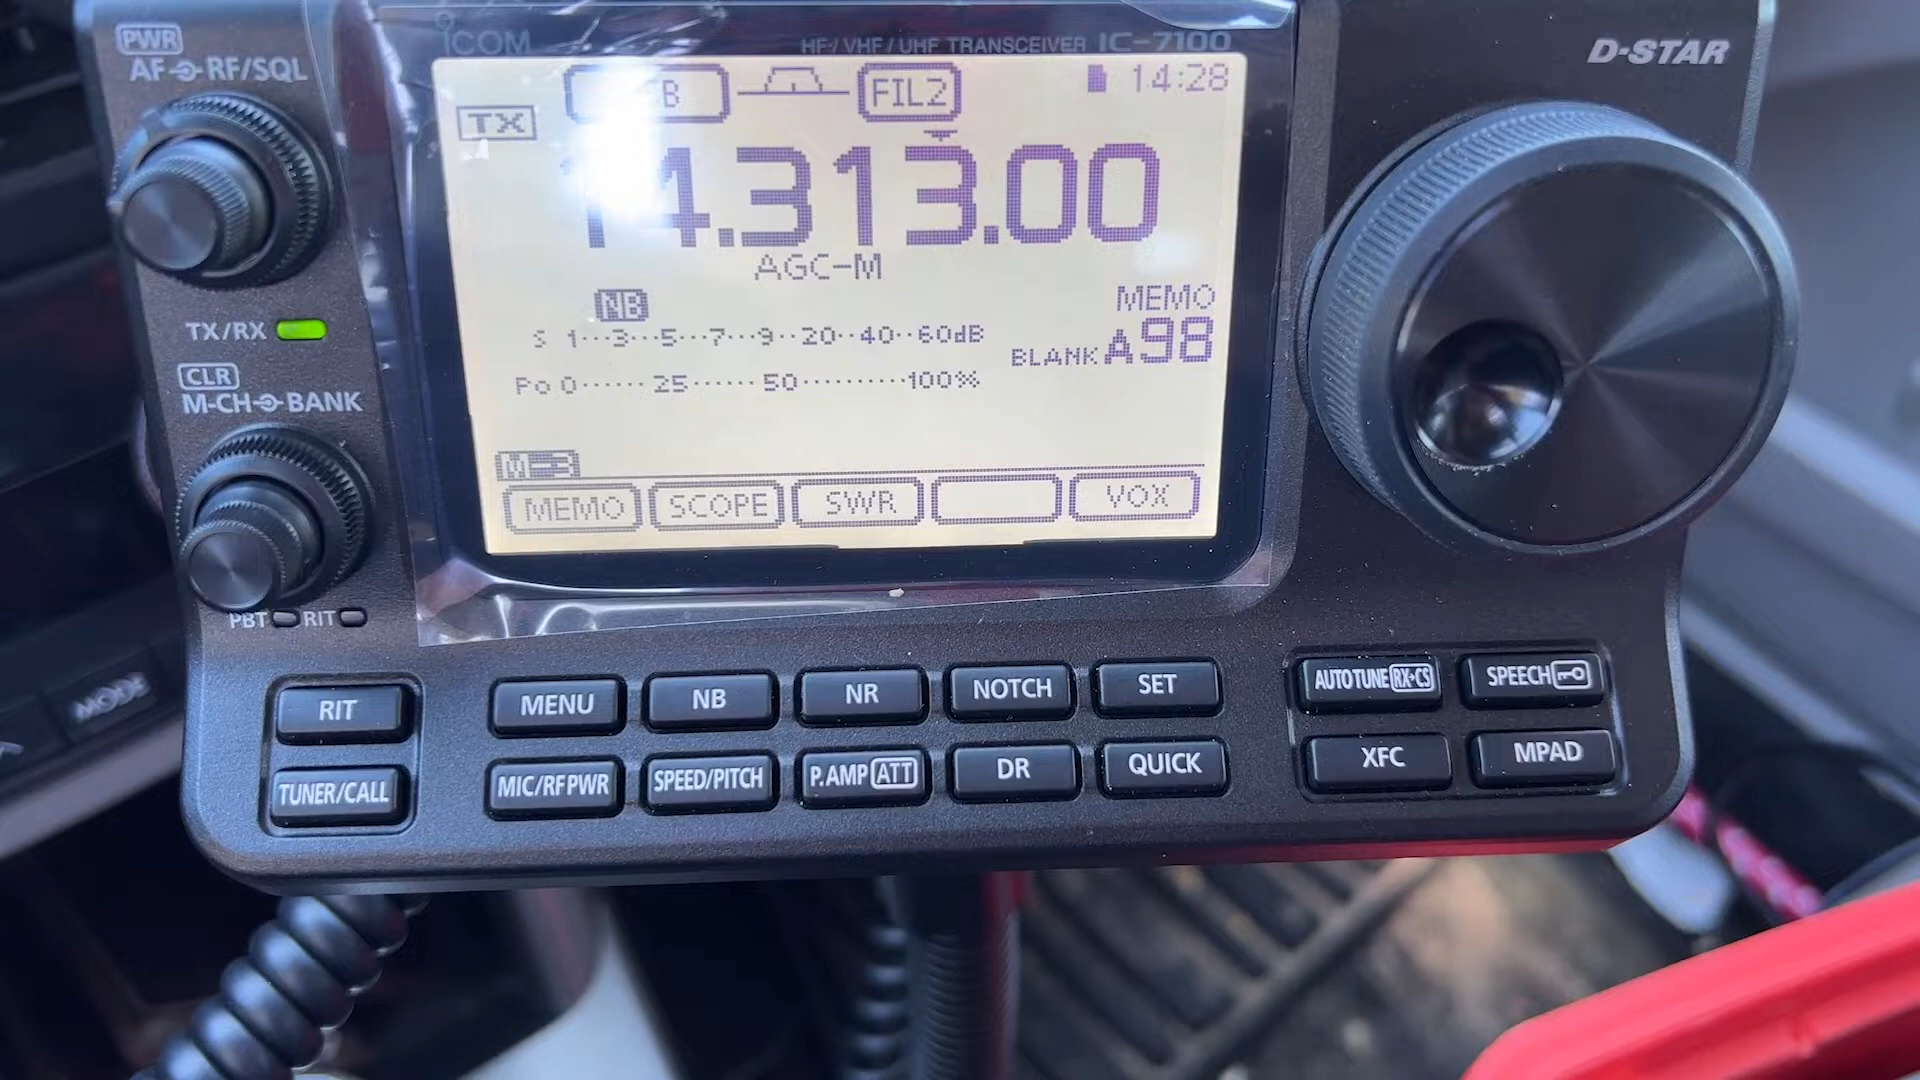 PWR
AF RF/SQL
ICOM
HF/VHF/UHF TRANSCEIVER IC-7100
D-STAR
B FIL2 14:28
TX
14.313.00
AGC-M
NB
MEMO
S 1···3···5···7···9··20··40··60dB
BLANK A98
Po 0······25······50··········100%
TX/RX
CLR
M-CH BANK
M-3
MEMO SCOPE SWR VOX
PBT RIT
RIT MENU NB NR NOTCH SET AUTOTUNE RX→CS SPEECH
TUNER/CALL MIC/RF PWR SPEED/PITCH P.AMP ATT DR QUICK XFC MPAD
MODE